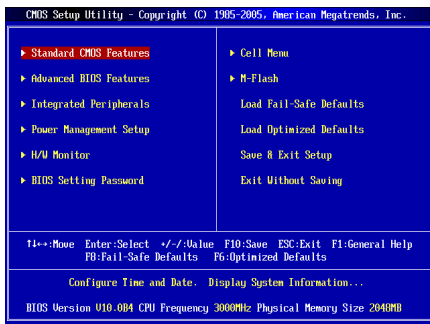 CMOS Setup Utility - Copyright (C) 1985-2005, American Megatrends, Inc.
▶ Standard CMOS Features
▶ Advanced BIOS Features
▶ Integrated Peripherals
▶ Power Management Setup
▶ H/W Monitor
▶ BIOS Setting Password
▶ Cell Menu
▶ M-Flash
Load Fail-Safe Defaults
Load Optimized Defaults
Save & Exit Setup
Exit Without Saving
↑↓←→:Move Enter:Select +/-/:Value F10:Save ESC:Exit F1:General Help
F8:Fail-Safe Defaults F6:Optimized Defaults
Configure Time and Date. Display System Information...
BIOS Version V10.0B4 CPU Frequency 3000MHz Physical Memory Size 2048MB